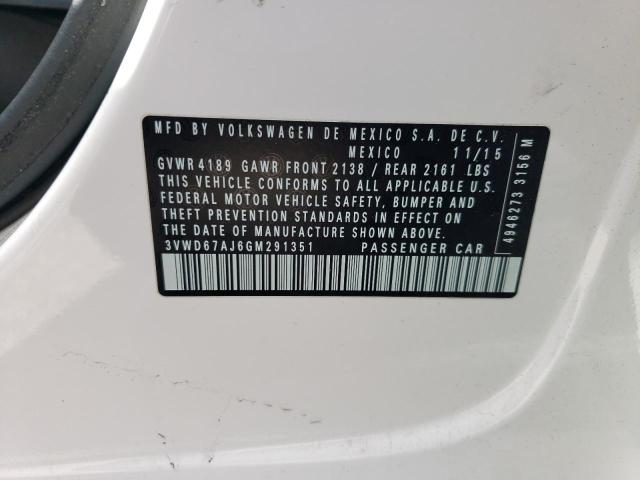 MFD BY VOLKSWAGEN DE MEXICO S.A. DE C.V.
MEXICO 11/15
GVWR 4189 GAWR FRONT 2138 / REAR 2161 LBS
THIS VEHICLE CONFORMS TO ALL APPLICABLE U.S.
FEDERAL MOTOR VEHICLE SAFETY, BUMPER AND
THEFT PREVENTION STANDARDS IN EFFECT ON
THE DATE OF MANUFACTURE SHOWN ABOVE.
3VWD67AJ6GM291351 PASSENGER CAR
4946273 3156 M